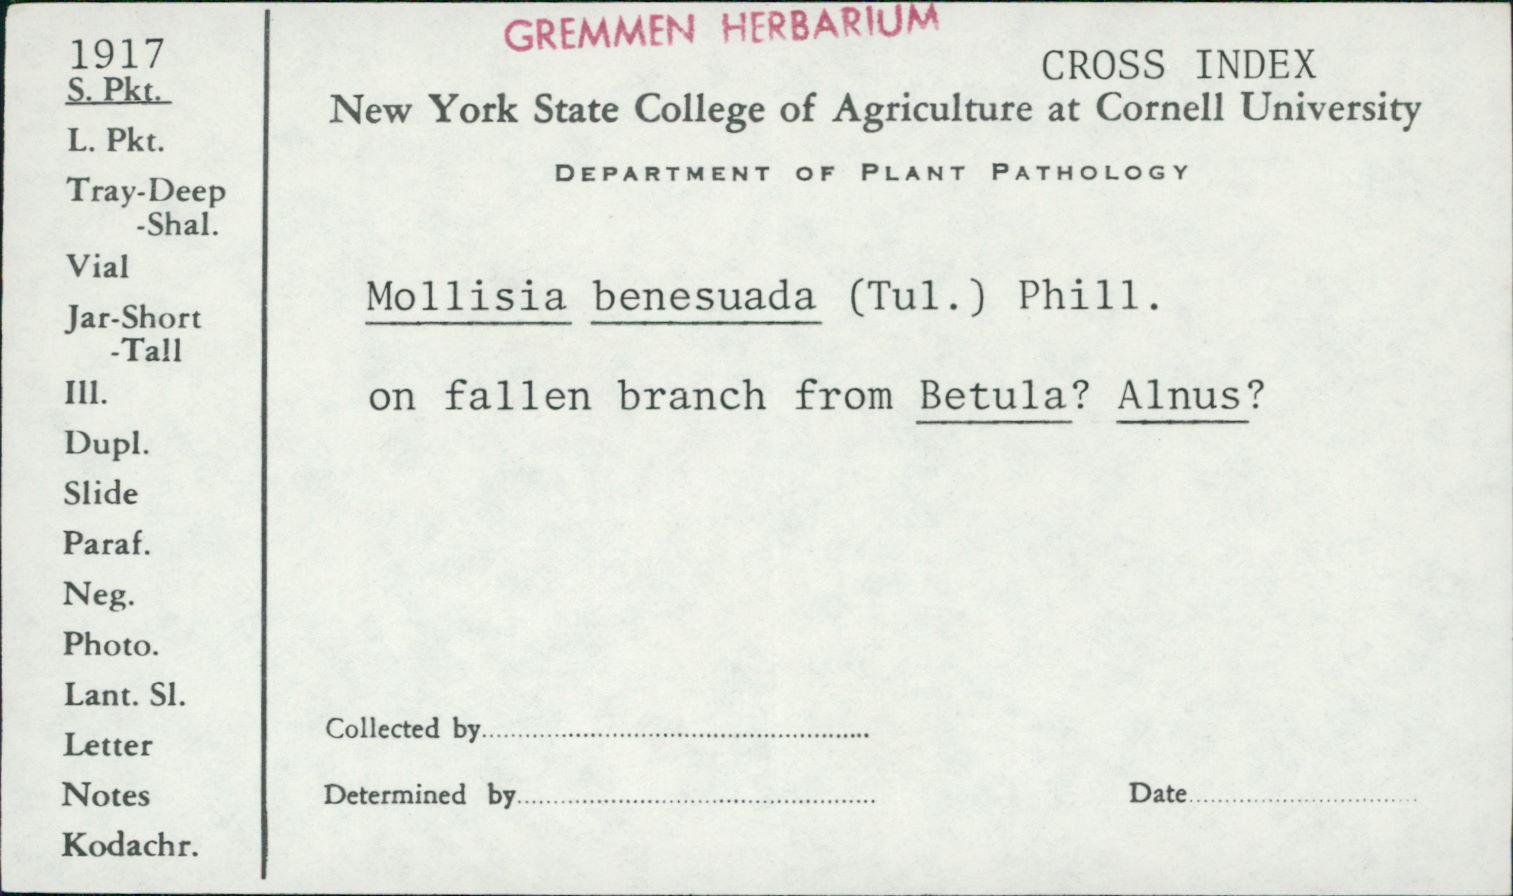 GREMMEN HERBARIUM
1917
CROSS INDEX
S. Pkt.
L. Pkt.
Tray-Deep
-Shal.
Vial
Jar-Short
-Tall
Ill.
Dupl.
Slide
Paraf.
Neg.
Photo.
Lant. Sl.
Letter
Notes
Kodachr.
New York State College of Agriculture at Cornell University
DEPARTMENT OF PLANT PATHOLOGY
Mollisia benesuada (Tul.) Phill.
on fallen branch from Betula? Alnus?
Collected by
Determined by
Date